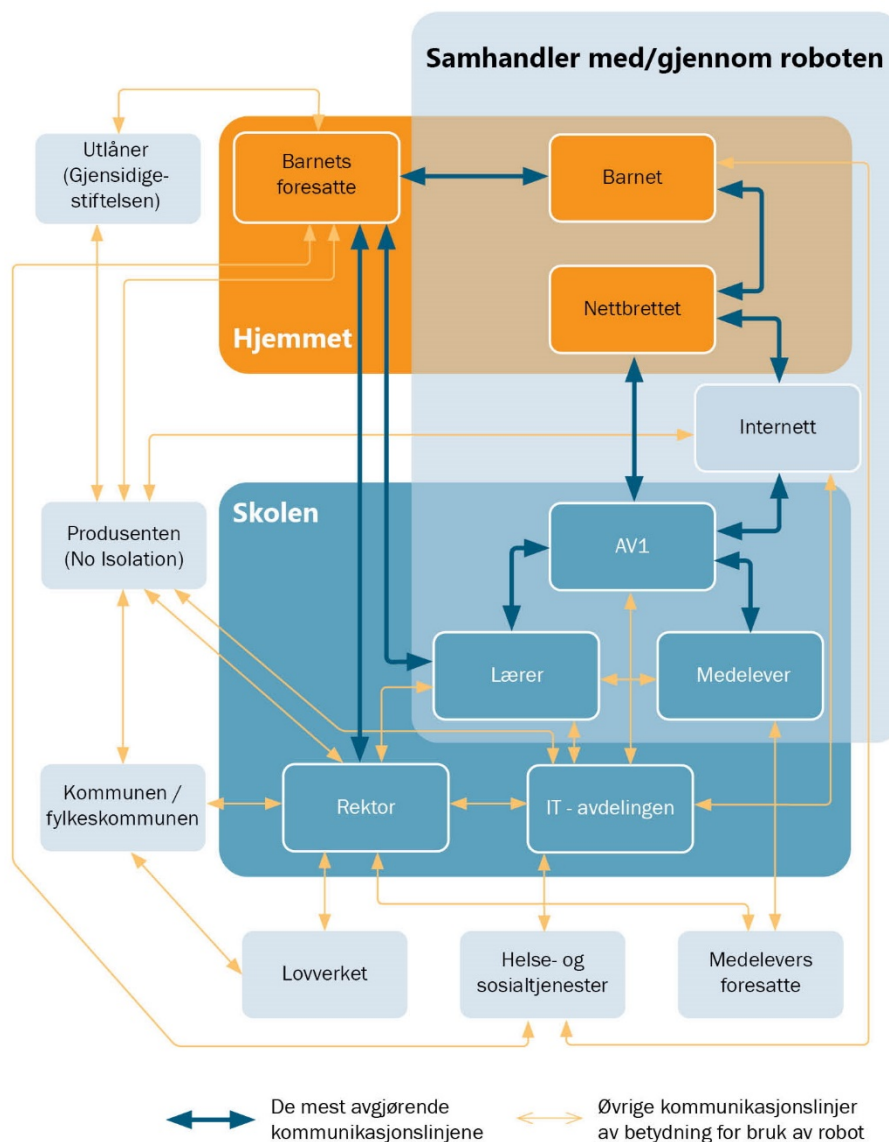 Samhandler med/gjennom roboten
Utlåner
(Gjensidige-
stiftelsen)
Barnets
foresatte
Barnet
Nettbrettet
Hjemmet
Internett
Skolen
Produsenten
(No Isolation)
AV1
Lærer
Medelever
Kommunen /
fylkeskommunen
Rektor
IT - avdelingen
Lovverket
Helse- og
sosialtjenester
Medelevers
foresatte
De mest avgjørende
kommunikasjonslinjene
Øvrige kommunikasjonslinjer
av betydning for bruk av robot